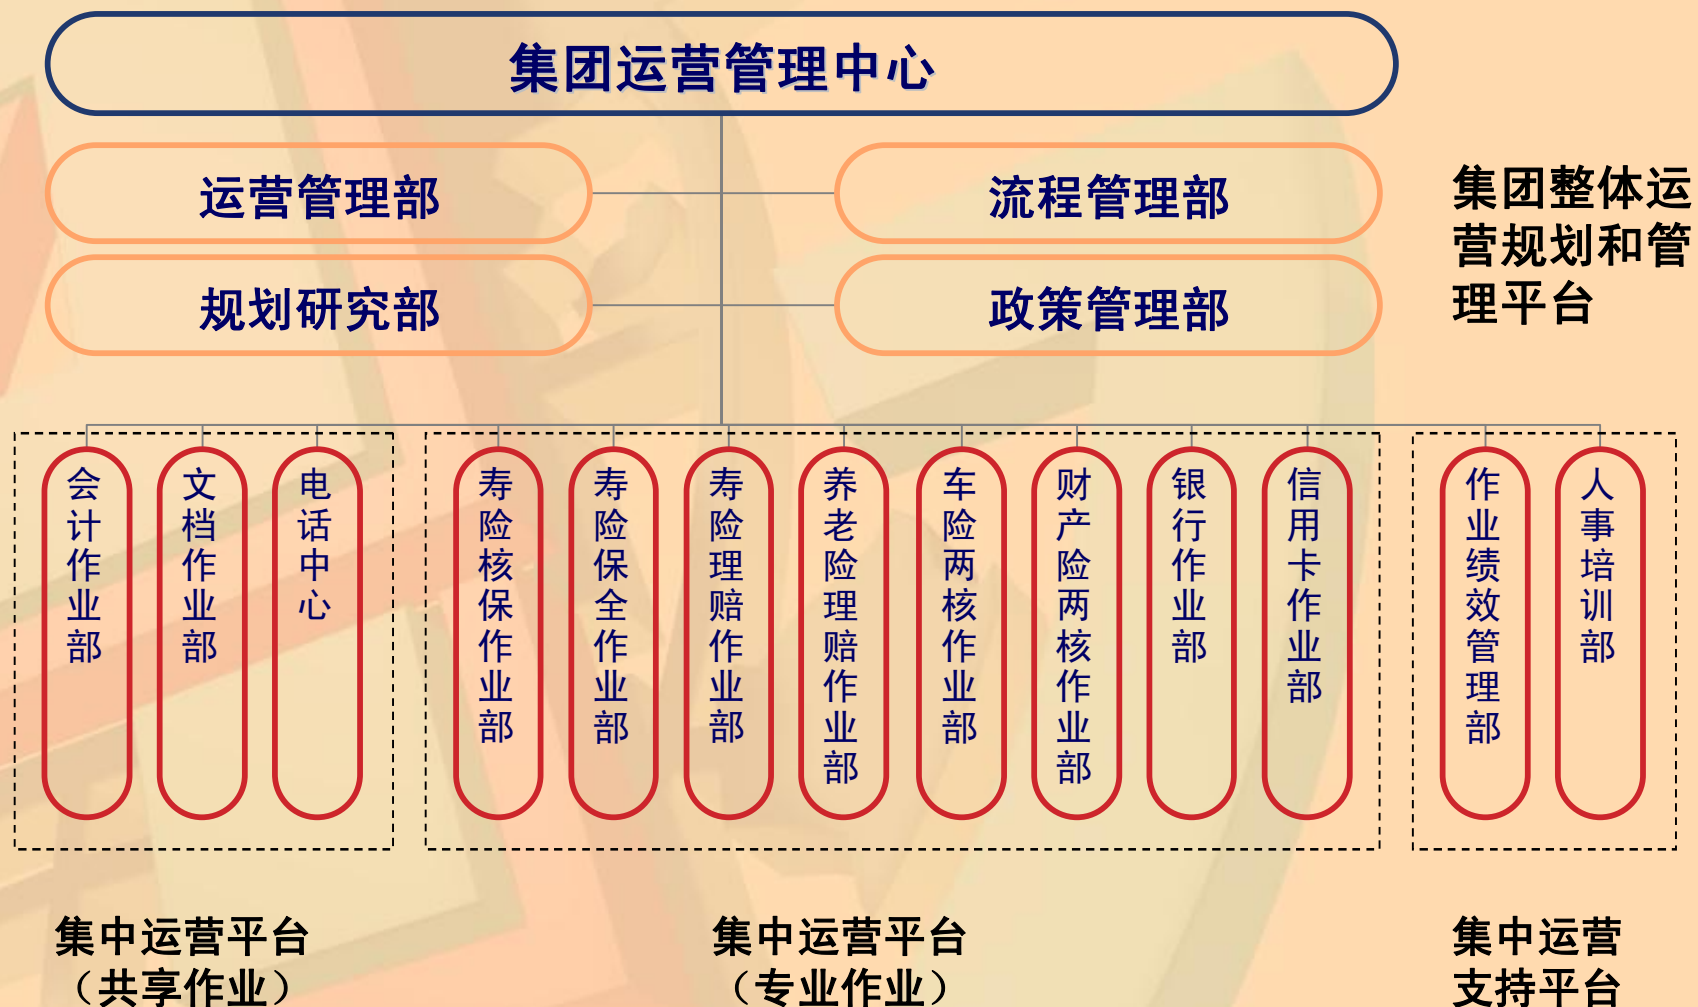 集团运营管理中心
运营管理部
流程管理部
规划研究部
政策管理部
集团整体运
营规划和管
理平台
会计作业部
文档作业部
电话中心
寿险核保作业部
寿险保全作业部
寿险理赔作业部
养老险理赔作业部
车险两核作业部
财产险两核作业部
银行作业部
信用卡作业部
作业绩效管理部
人事培训部
集中运营平台
（共享作业）
集中运营平台
（专业作业）
集中运营
支持平台